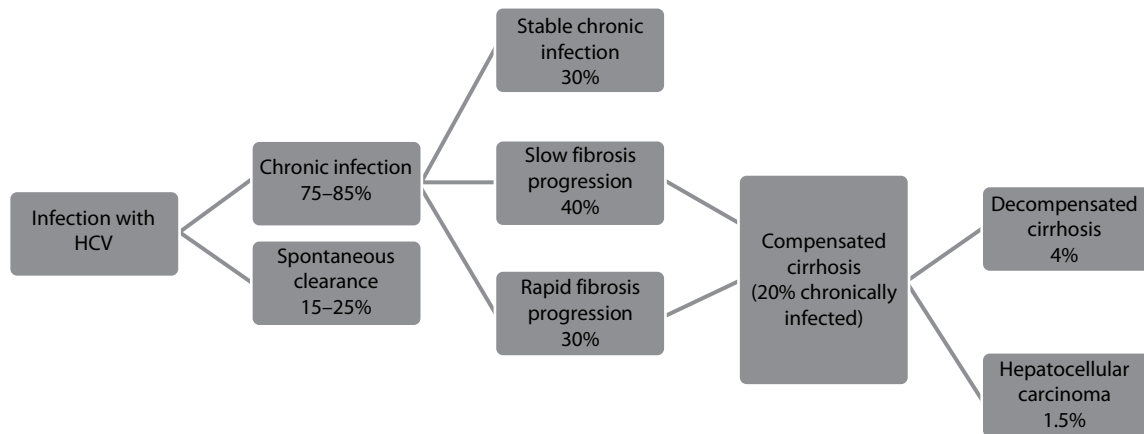 Infection with
HCV
Chronic infection
75–85%
Spontaneous
clearance
15–25%
Stable chronic
infection
30%
Slow fibrosis
progression
40%
Rapid fibrosis
progression
30%
Compensated
cirrhosis
(20% chronically
infected)
Decompensated
cirrhosis
4%
Hepatocellular
carcinoma
1.5%